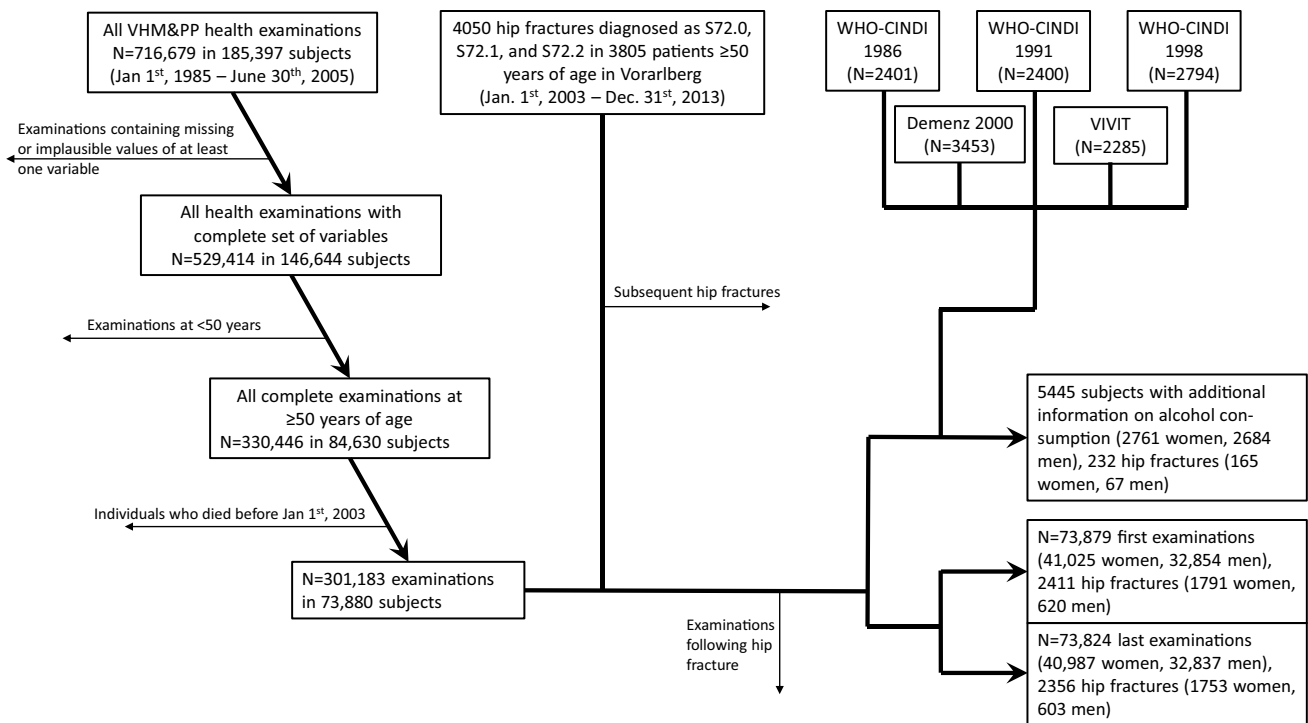 All VHM&PP health examinations
N=716,679 in 185,397 subjects
(Jan 1st, 1985 – June 30th, 2005)
Examinations containing missing
or implausible values of at least
one variable
All health examinations with
complete set of variables
N=529,414 in 146,644 subjects
Examinations at <50 years
All complete examinations at
≥50 years of age
N=330,446 in 84,630 subjects
Individuals who died before Jan 1st, 2003
N=301,183 examinations
in 73,880 subjects
4050 hip fractures diagnosed as S72.0,
S72.1, and S72.2 in 3805 patients ≥50
years of age in Vorarlberg
(Jan. 1st, 2003 – Dec. 31st, 2013)
Subsequent hip fractures
Examinations
following hip
fracture
WHO-CINDI
1986
(N=2401)
WHO-CINDI
1991
(N=2400)
WHO-CINDI
1998
(N=2794)
Demenz 2000
(N=3453)
VIVIT
(N=2285)
5445 subjects with additional
information on alcohol con-
sumption (2761 women, 2684
men), 232 hip fractures (165
women, 67 men)
N=73,879 first examinations
(41,025 women, 32,854 men),
2411 hip fractures (1791 women,
620 men)
N=73,824 last examinations
(40,987 women, 32,837 men),
2356 hip fractures (1753 women,
603 men)